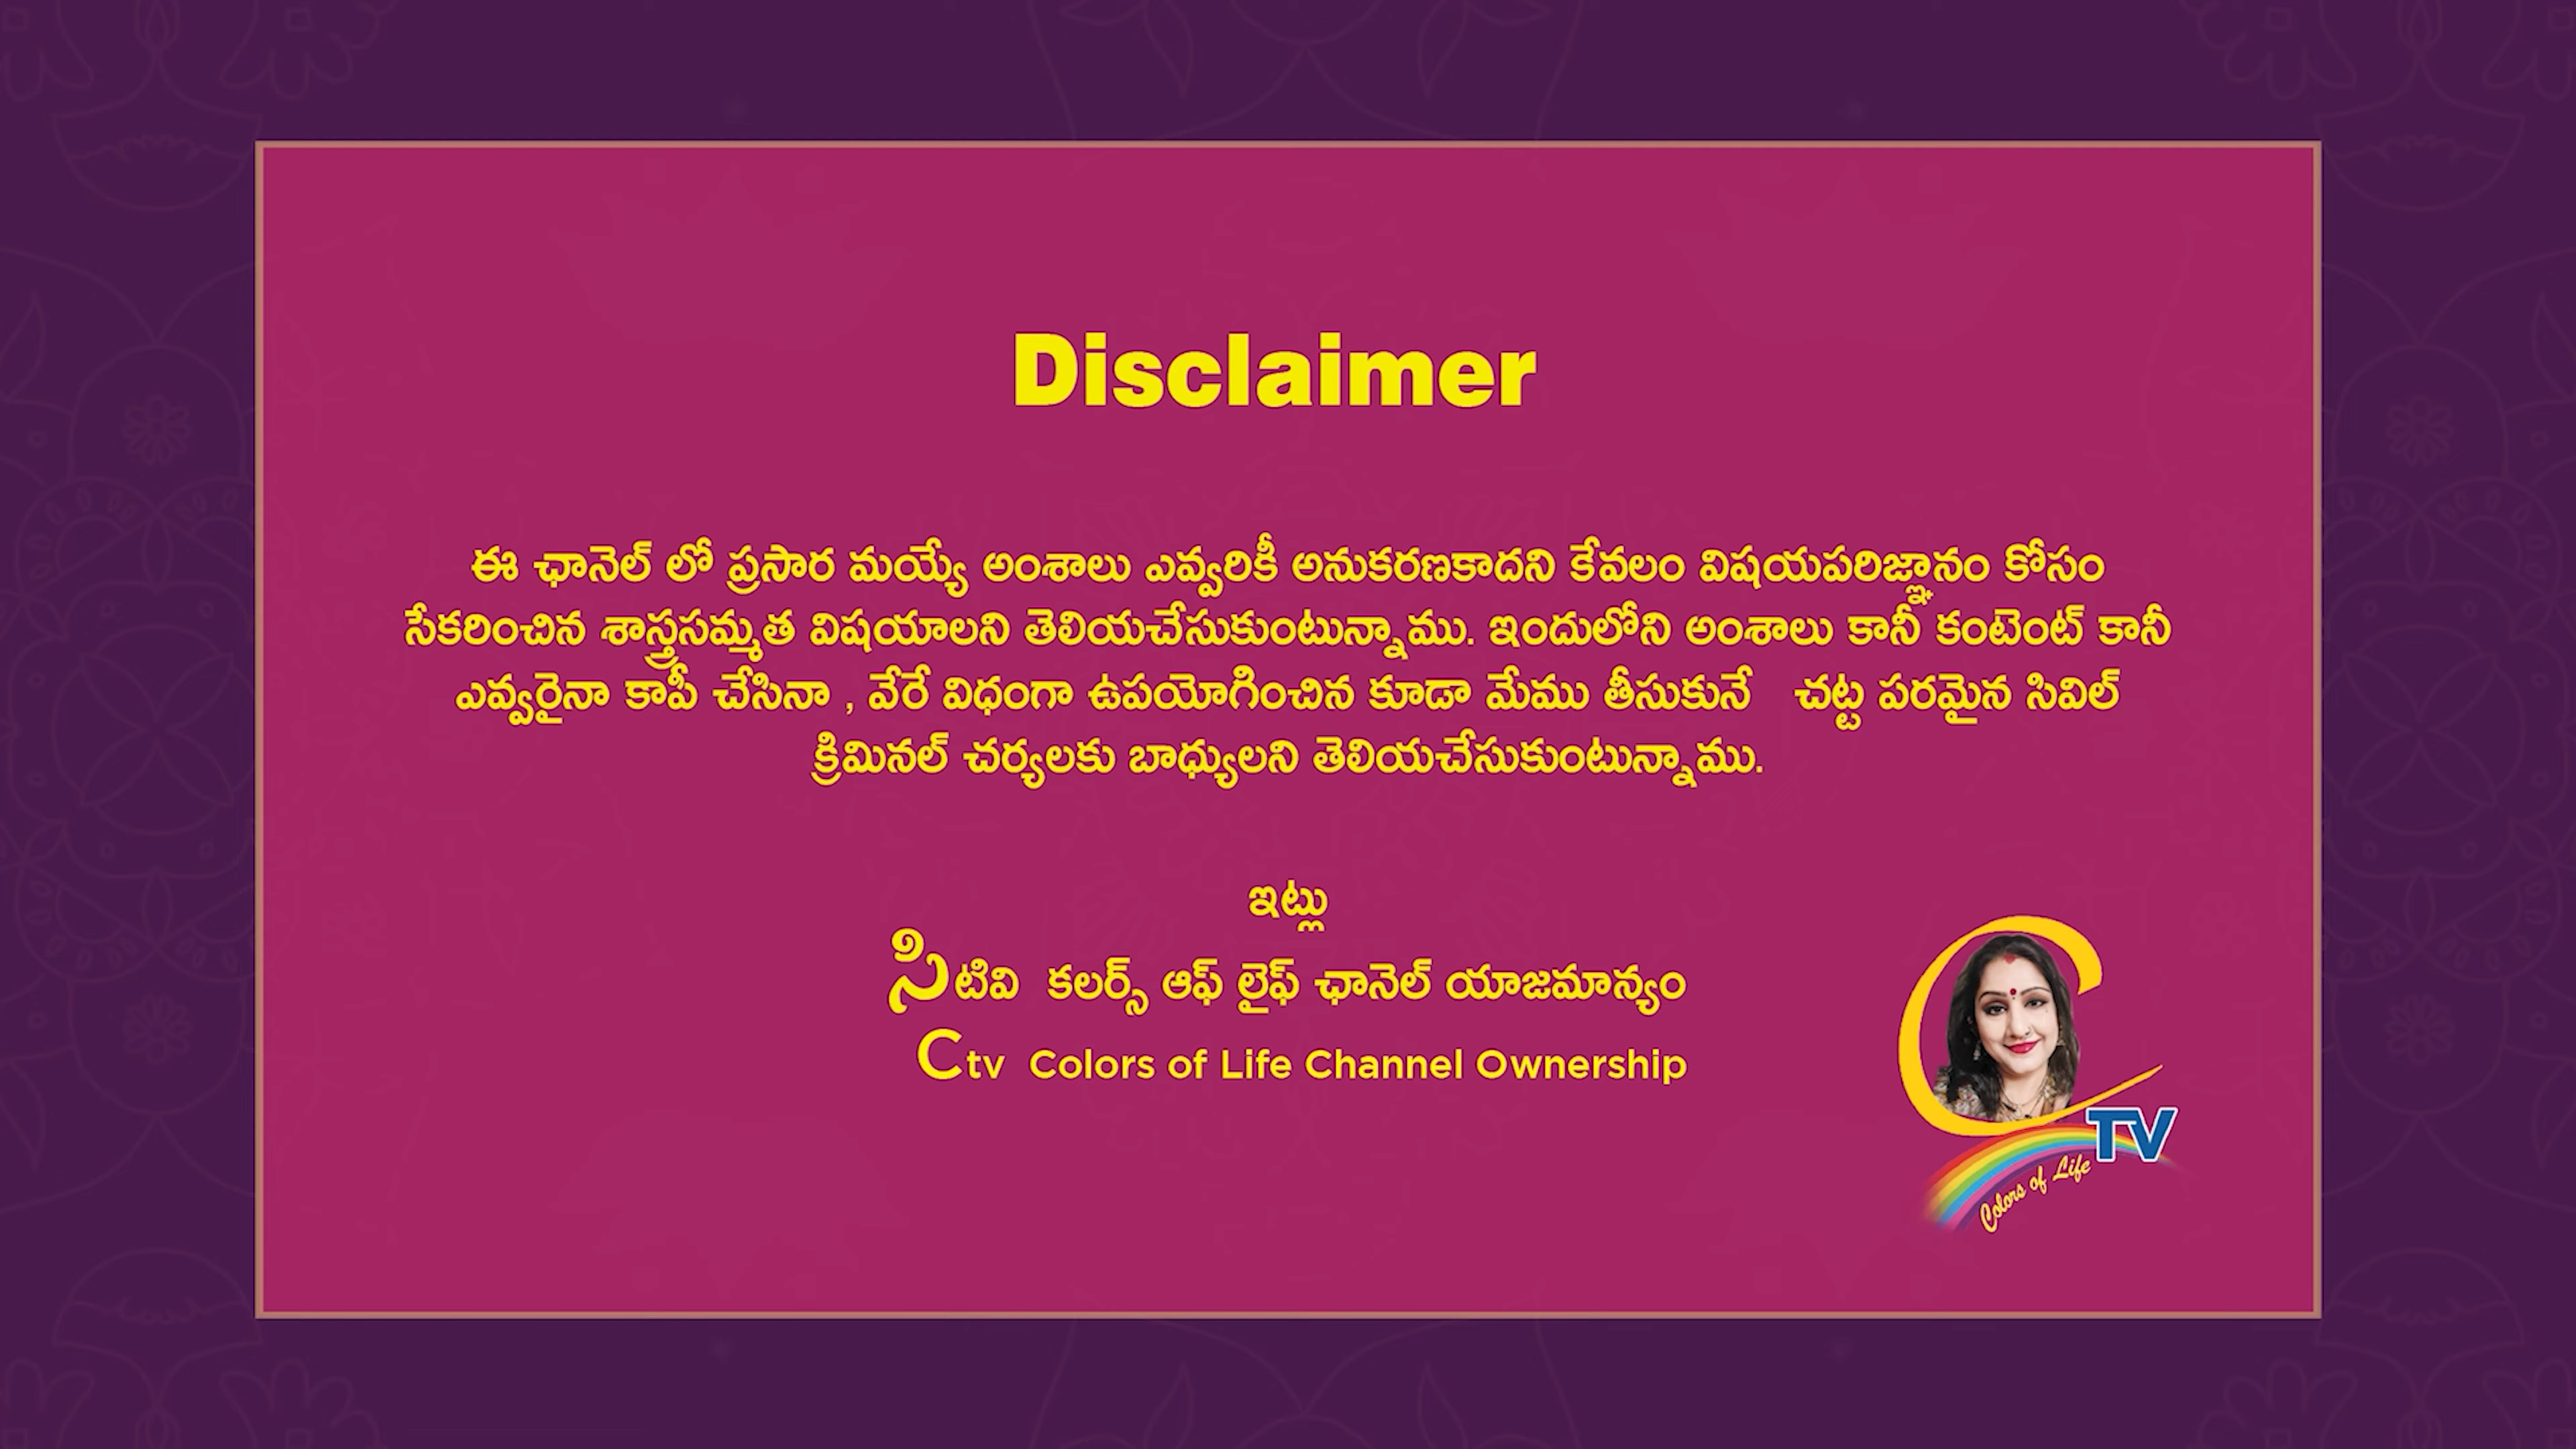 Disclaimer
ఈ ఛానెల్ లో ప్రసార మయ్యే అంశాలు ఎవ్వరికీ అనుకరణకాదని కేవలం విషయపరిజ్ఞానం కోసం
సేకరించిన శాస్త్రసమ్మత విషయాలని తెలియచేసుకుంటున్నాము. ఇందులోని అంశాలు కానీ కంటెంట్ కానీ
ఎవ్వరైనా కాపీ చేసినా , వేరే విధంగా ఉపయోగించిన కూడా మేము తీసుకునే చట్ట పరమైన సివిల్
క్రిమినల్ చర్యలకు బాధ్యులని తెలియచేసుకుంటున్నాము.
ఇట్లు
సిటివి కలర్స్ ఆఫ్ లైఫ్ ఛానెల్ యాజమాన్యం
Ctv Colors of Life Channel Ownership
C TV
Colors of Life